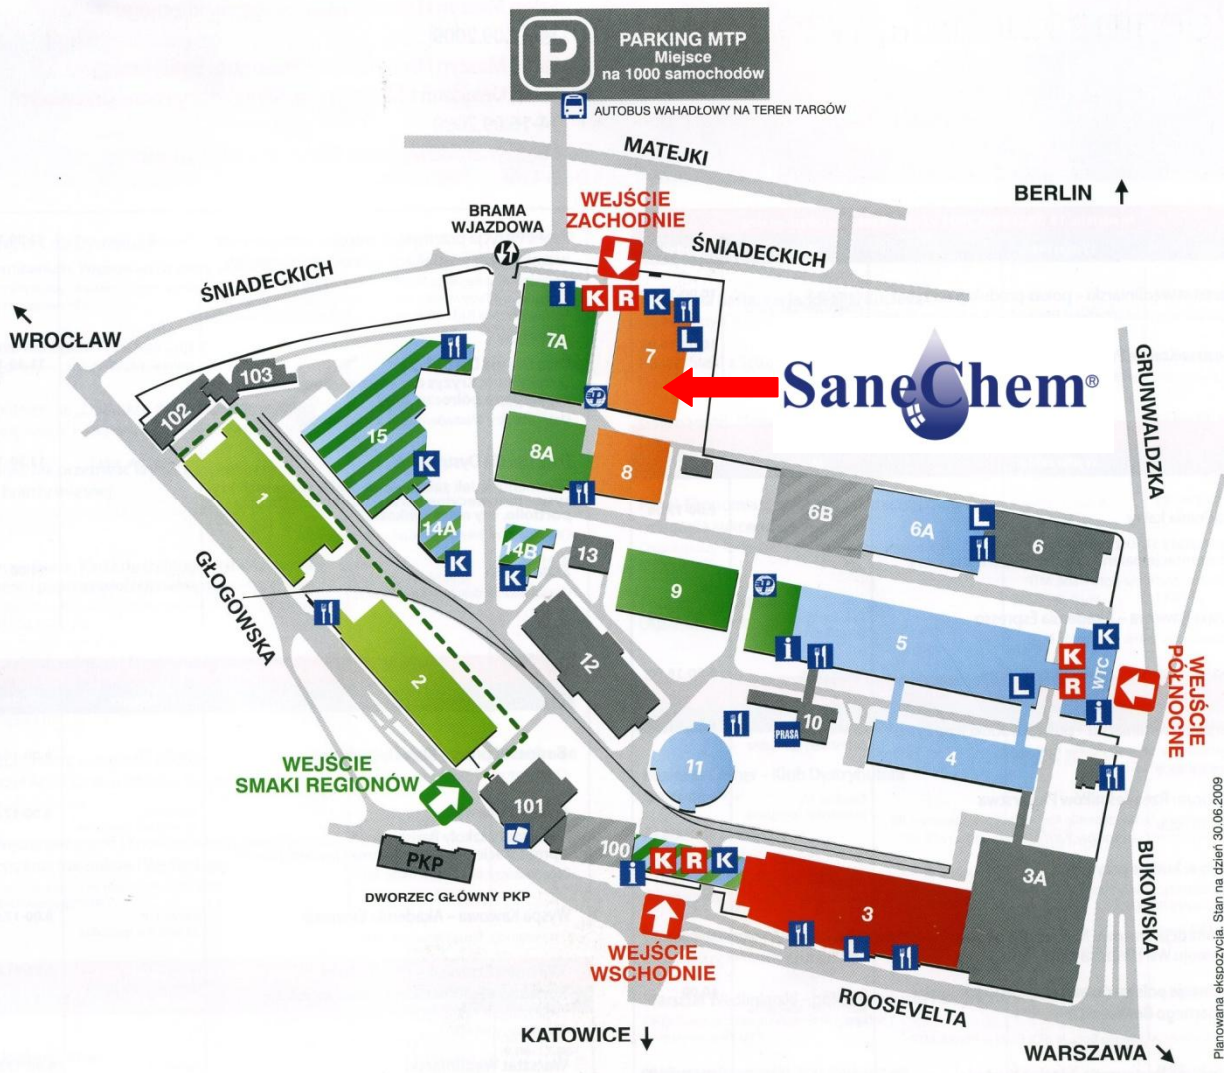 P
PARKING MTP
Miejsce
na 1000 samochodów
AUTOBUS WAHADŁOWY NA TEREN TARGÓW
MATEJKI
BERLIN
WEJŚCIE
ZACHODNIE
BRAMA
WJAZDOWA
ŚNIADECKICH
ŚNIADECKICH
WROCŁAW
i K R K
7A
7
L
SaneChem®
GRUNWALDZKA
103
102
15
K
8A
8
1
6B
6A
L
6
14A
K
14B
K
13
9
GŁOGOWSKA
P
P
5
i
K
K
R
WTC
i
L
WEJŚCIE
PÓŁNOCNE
12
2
10
PRASA
4
11
WEJŚCIE
SMAKI REGIONÓW
101
100
i
K R K
PKP
DWORZEC GŁÓWNY PKP
3
L
3A
BUKOWSKA
WEJŚCIE
WSCHODNIE
ROOSEVELTA
KATOWICE
WARSZAWA
Planowana ekspozycja. Stan na dzień 30.06.2009